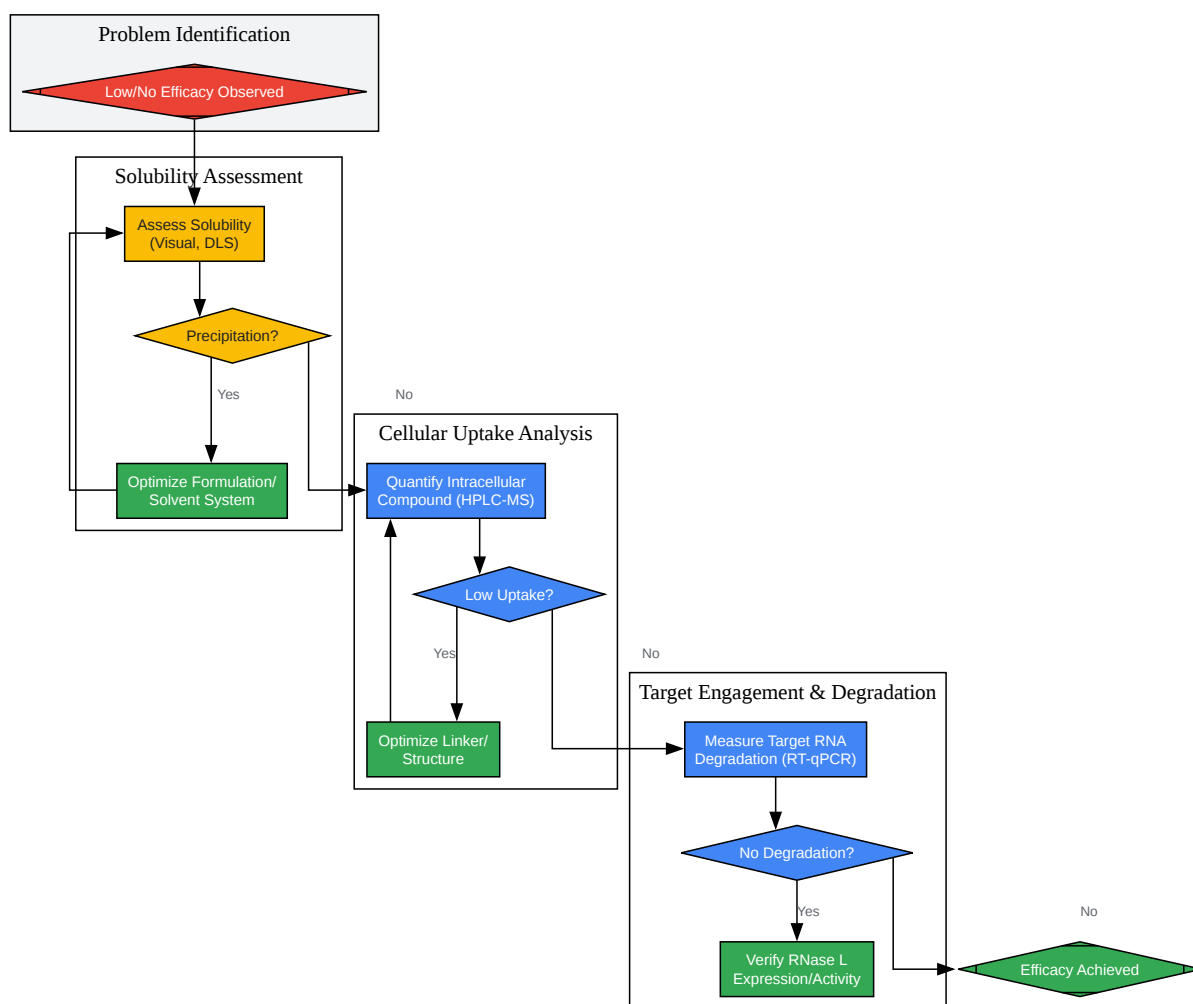 Problem Identification
Low/No Efficacy Observed
Solubility Assessment
Assess Solubility
(Visual, DLS)
Precipitation?
Yes
No
Optimize Formulation/
Solvent System
Cellular Uptake Analysis
Quantify Intracellular
Compound (HPLC-MS)
Low Uptake?
Yes
No
Optimize Linker/
Structure
Target Engagement & Degradation
Measure Target RNA
Degradation (RT-qPCR)
No Degradation?
Yes
No
Verify RNase L
Expression/Activity
Efficacy Achieved